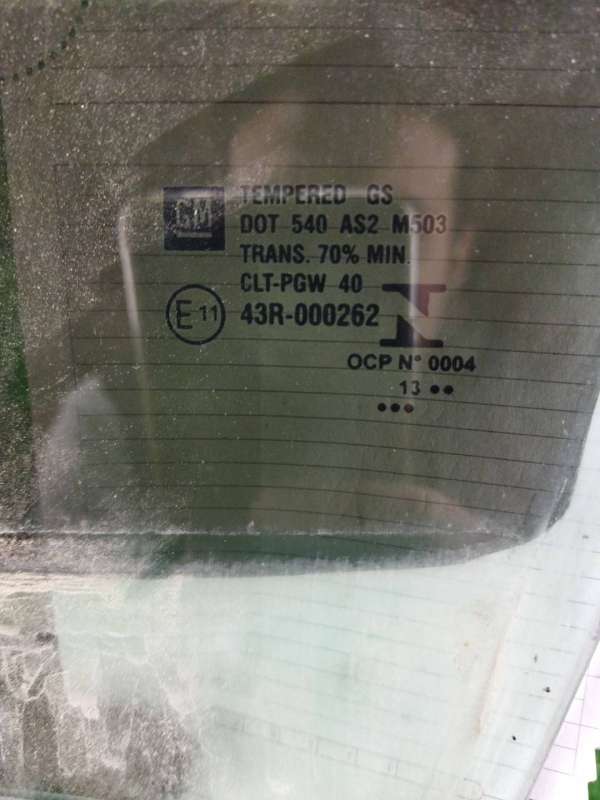 GM
TEMPERED GS
DOT 540 AS2 M503
TRANS. 70% MIN.
CLT-PGW 40
E 11
43R-000262
OCP N° 0004
13 ••
•••